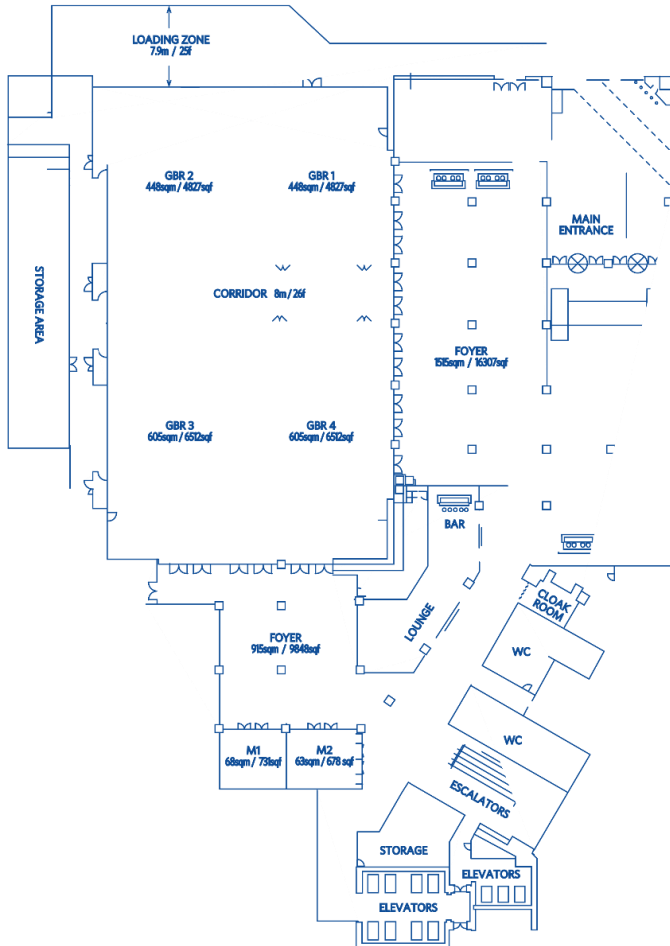 LOADING ZONE
7.9m / 25f
GBR 2
448sqm / 4827sqf
GBR 1
448sqm / 4827sqf
MAIN
ENTRANCE
STORAGE AREA
CORRIDOR 8m / 26f
FOYER
1515sqm / 16307sqf
GBR 3
605sqm / 6512sqf
GBR 4
605sqm / 6512sqf
BAR
LOUNGE
CLOAK
ROOM
FOYER
915sqm / 9848sqf
WC
M1
68sqm / 731sqf
M2
63sqm / 678 sqf
WC
ESCALATORS
STORAGE
ELEVATORS
ELEVATORS